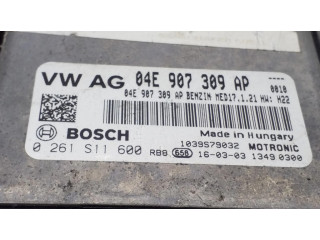 VW AG 04E 907 309 AP 0010
04E 907 309 AP BENZIN MED17.1.21 HW: H22
BOSCH Made in Hungary
1039S79032 MOTRONIC
0 261 S11 600 RB8 658 16-03-03 1349 0300